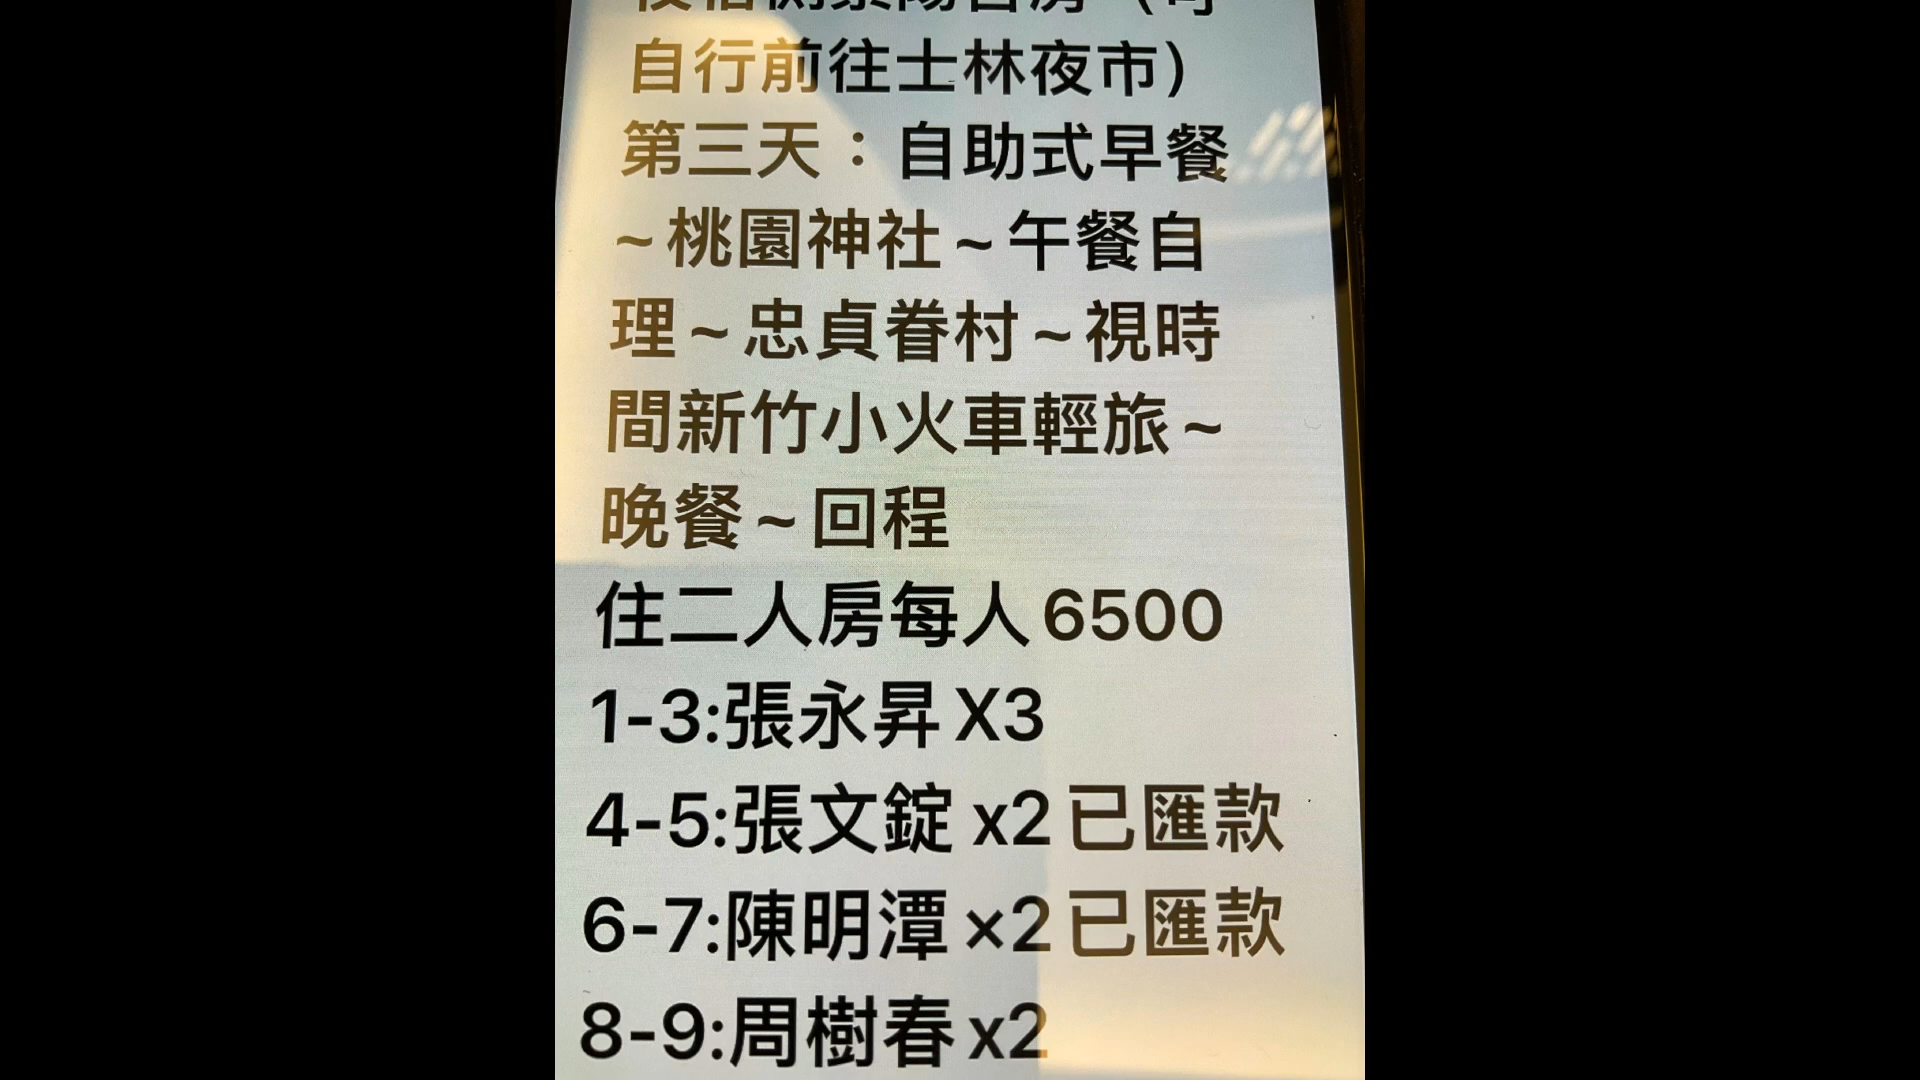 自行前往士林夜市）
第三天：自助式早餐
~桃園神社~午餐自
理~忠貞眷村~視時
間新竹小火車輕旅~
晚餐~回程
住二人房每人6500
1-3:張永昇X3
4-5:張文錠 x2已匯款
6-7:陳明潭×2已匯款
8-9:周樹春x2